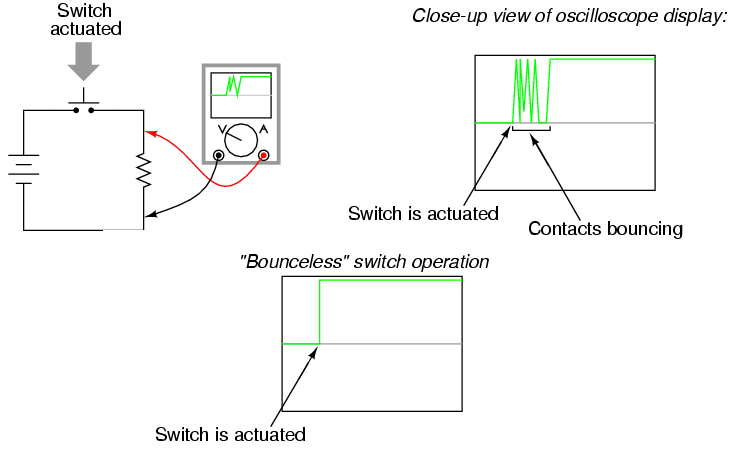 Switch
actuated
Close-up view of oscilloscope display:
V A
Switch is actuated
Contacts bouncing
"Bounceless" switch operation
Switch is actuated